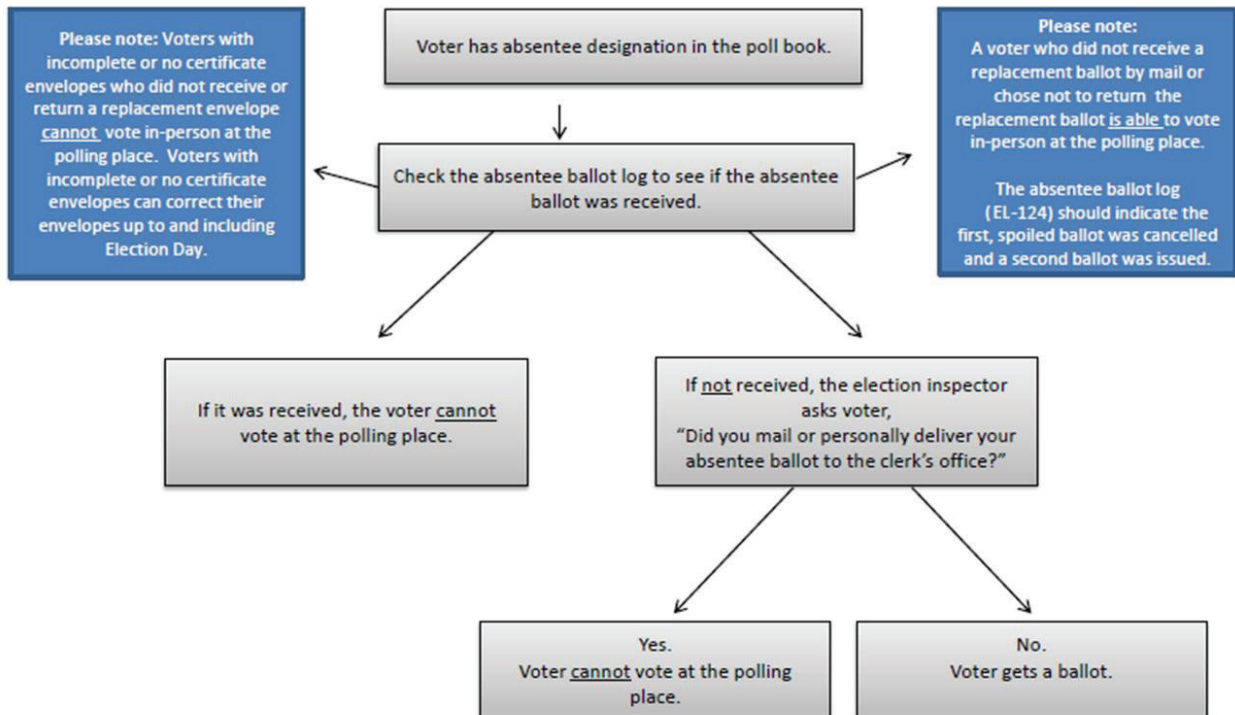 Please note: Voters with
incomplete or no certificate
envelopes who did not receive or
return a replacement envelope
cannot vote in-person at the
polling place. Voters with
incomplete or no certificate
envelopes can correct their
envelopes up to and including
Election Day.
Voter has absentee designation in the poll book.
Please note:
A voter who did not receive a
replacement ballot by mail or
chose not to return the
replacement ballot is able to vote
in-person at the polling place.
The absentee ballot log
(EL-124) should indicate the
first, spoiled ballot was cancelled
and a second ballot was issued.
Check the absentee ballot log to see if the absentee
ballot was received.
If it was received, the voter cannot
vote at the polling place.
If not received, the election inspector
asks voter,
“Did you mail or personally deliver your
absentee ballot to the clerk’s office?”
Yes.
Voter cannot vote at the polling
place.
No.
Voter gets a ballot.